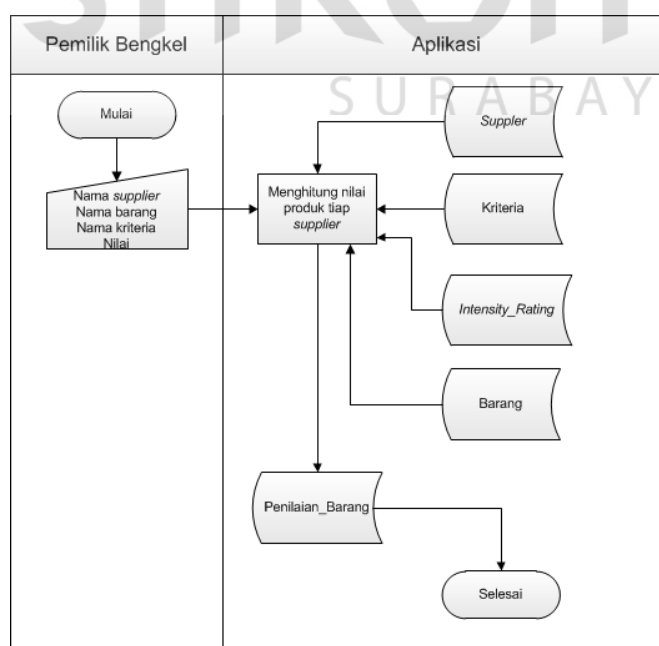 Pemilik Bengkel
Aplikasi
SURABAY
Mulai
Suppler
Nama supplier
Nama barang
Nama kriteria
Nilai
Menghitung nilai
produk tiap
supplier
Kriteria
Intensity_Rating
Barang
Penilaian_Barang
Selesai